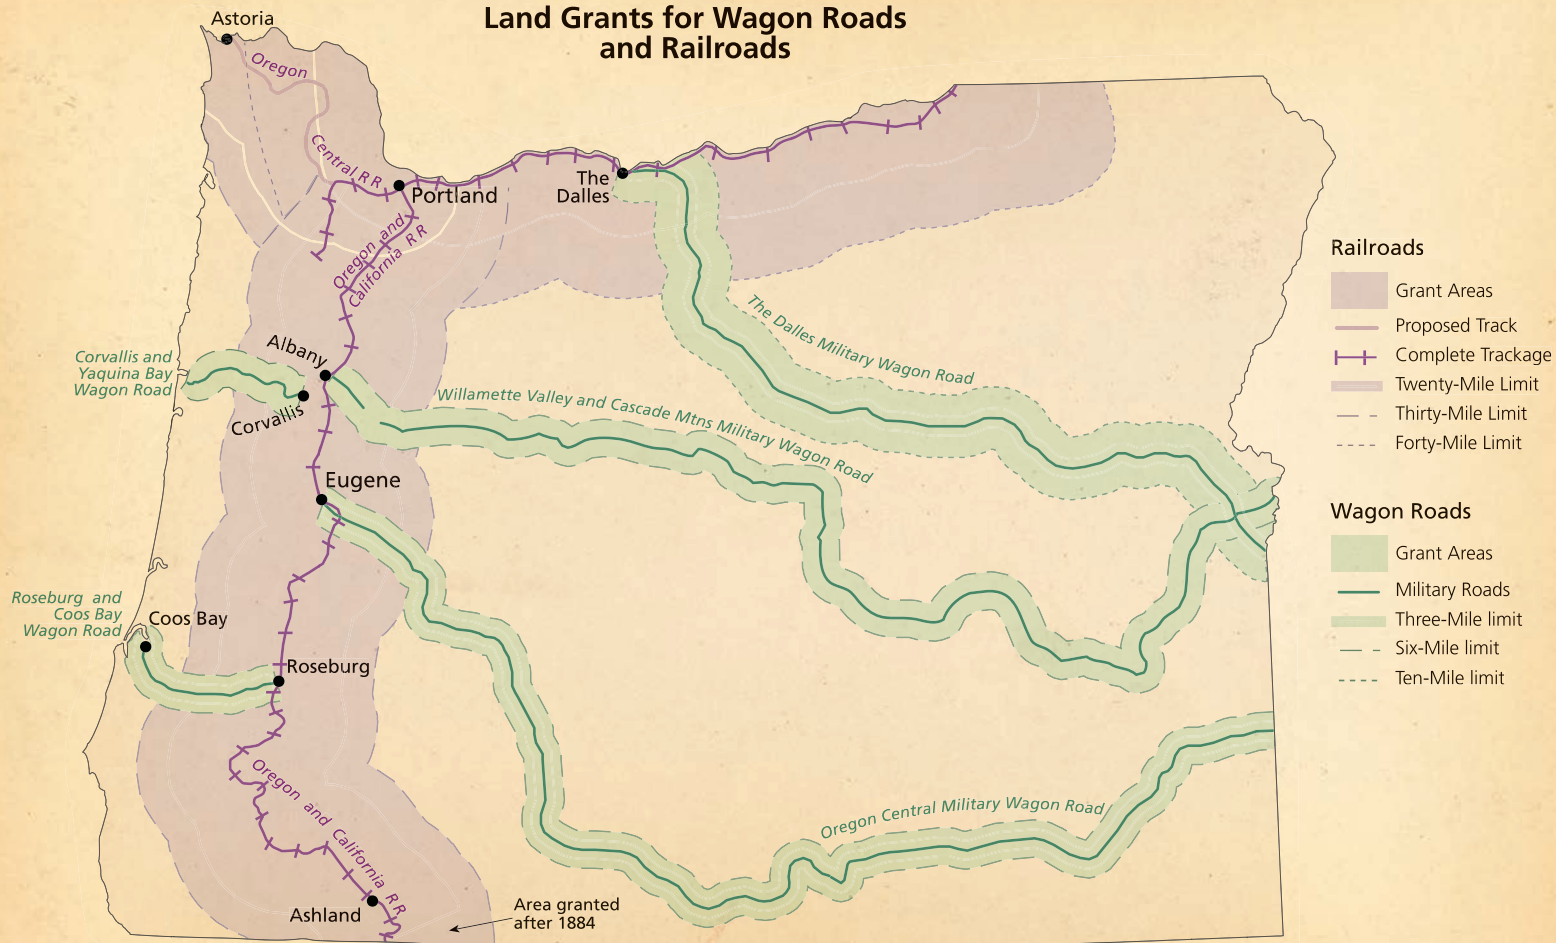 Land Grants for Wagon Roads
and Railroads
Astoria
Oregon
Central R R
Portland
The
Dalles
Oregon and
California R R
The Dalles Military Wagon Road
Albany
Corvallis and
Yaquina Bay
Wagon Road
Corvallis
Willamette Valley and Cascade Mtns Military Wagon Road
Eugene
Roseburg and
Coos Bay
Wagon Road
Coos Bay
Roseburg
Oregon and California R R
Oregon Central Military Wagon Road
Ashland
Area granted
after 1884
Railroads
Grant Areas
Proposed Track
Complete Trackage
Twenty-Mile Limit
Thirty-Mile Limit
Forty-Mile Limit
Wagon Roads
Grant Areas
Military Roads
Three-Mile limit
Six-Mile limit
Ten-Mile limit